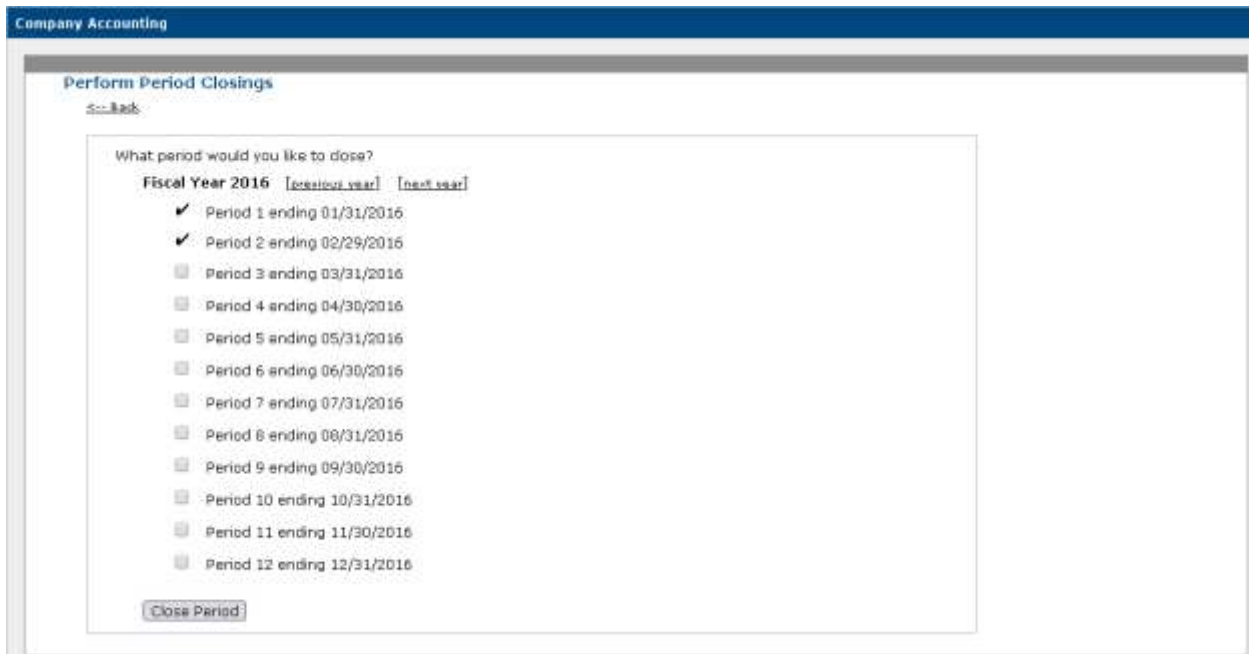 Company Accounting
Perform Period Closings
<-- Back
What period would you like to close?
Fiscal Year 2016 [previous year] [next year]
✔ Period 1 ending 01/31/2016
✔ Period 2 ending 02/29/2016
Period 3 ending 03/31/2016
Period 4 ending 04/30/2016
Period 5 ending 05/31/2016
Period 6 ending 06/30/2016
Period 7 ending 07/31/2016
Period 8 ending 08/31/2016
Period 9 ending 09/30/2016
Period 10 ending 10/31/2016
Period 11 ending 11/30/2016
Period 12 ending 12/31/2016
Close Period